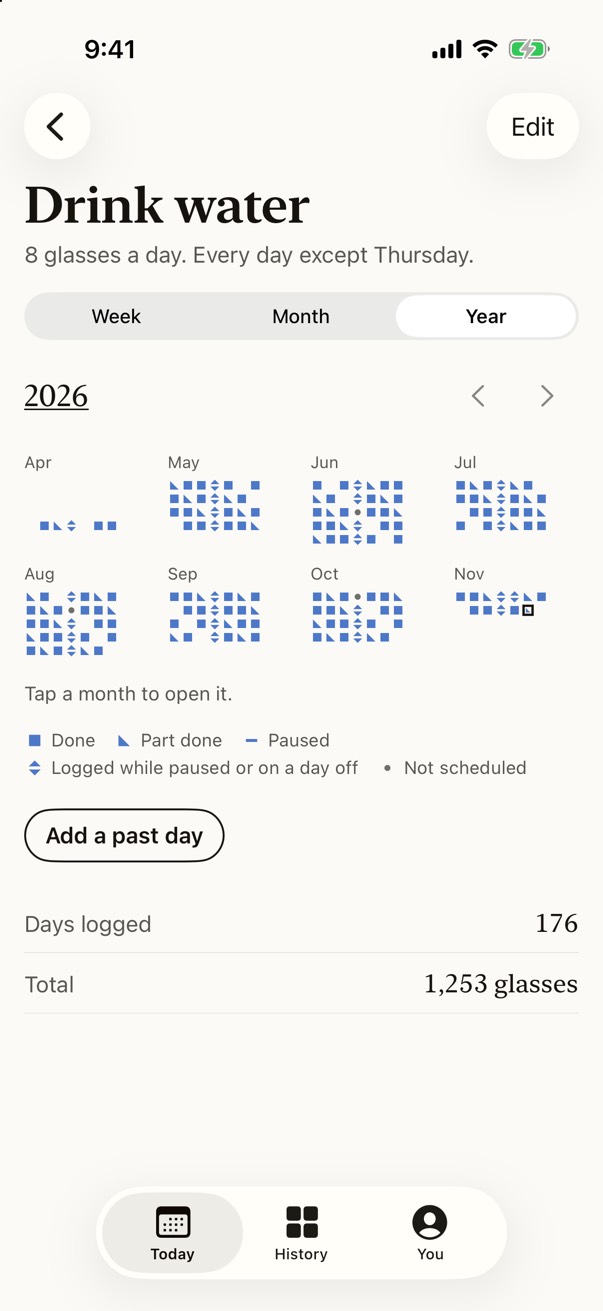 9:41
Edit
Drink water
8 glasses a day. Every day except Thursday.
Week Month Year
2026
Apr May Jun Jul
Aug Sep Oct Nov
Tap a month to open it.
Done Part done Paused
Logged while paused or on a day off Not scheduled
Add a past day
Days logged 176
Total 1,253 glasses
Today History You